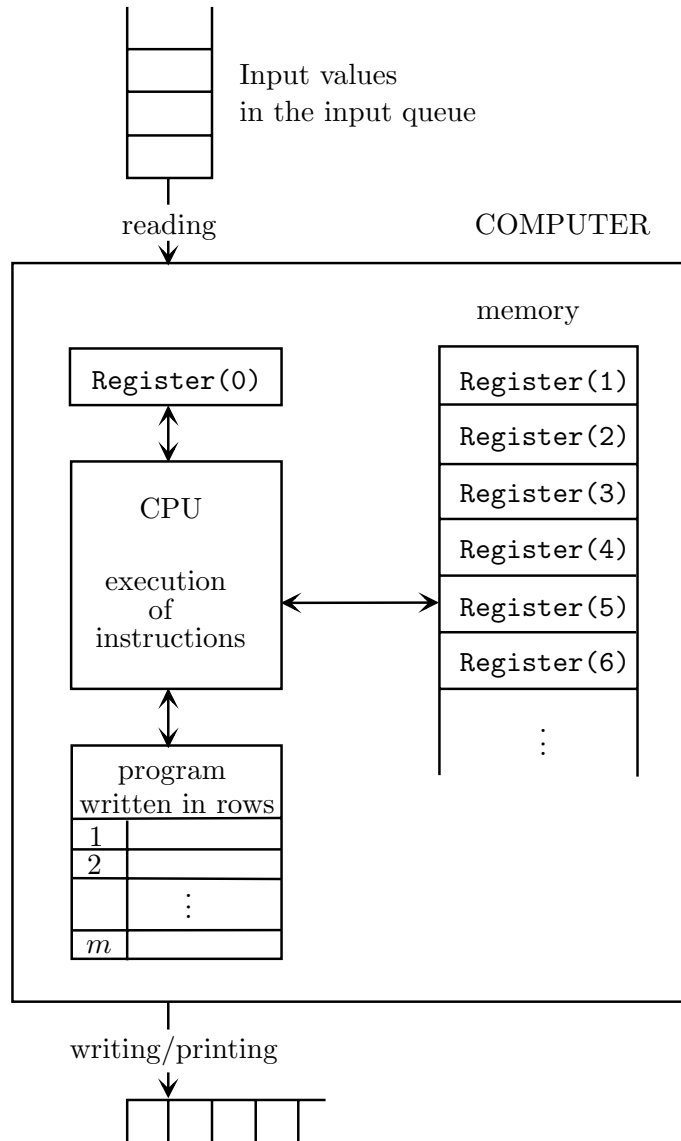 Input values
in the input queue
reading
COMPUTER
memory
Register(0)
Register(1)
Register(2)
Register(3)
Register(4)
Register(5)
Register(6)
⋮
CPU
execution
of
instructions
program
written in rows
1
2
⋮
m
writing/printing